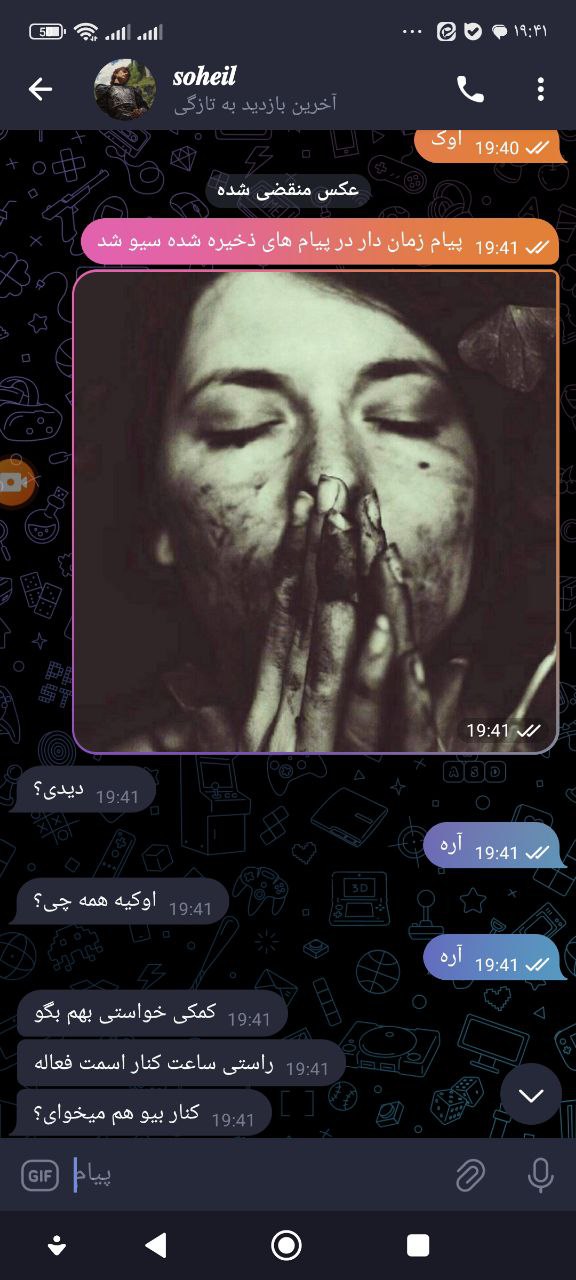 ۱۹:۴۱
50
soheil
آخرین بازدید به تازگی
اوک 19:40
عکس منقضی شده
پیام زمان دار در پیام های ذخیره شده سیو شد 19:41
19:41
دیدی؟ 19:41
آره 19:41
اوکیه همه چی؟ 19:41
آره 19:41
کمکی خواستی بهم بگو 19:41
راستی ساعت کنار اسمت فعاله 19:41
کنار بیو هم میخوای؟ 19:41
GIF پیام